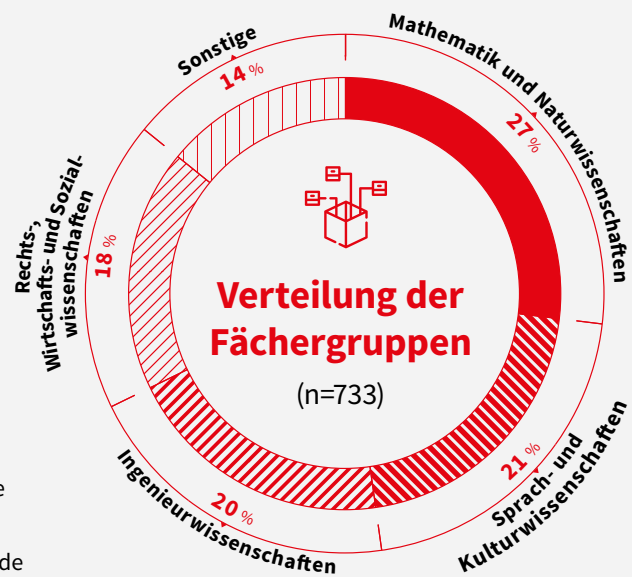 Sonstige
14 %
Mathematik und Naturwissenschaften
27 %
Rechts-,
Wirtschafts- und Sozial-
wissenschaften
18 %
Verteilung der
Fächergruppen
(n=733)
21 %
Sprach- und
Kulturwissenschaften
Ingenieurwissenschaften
20 %
e
de